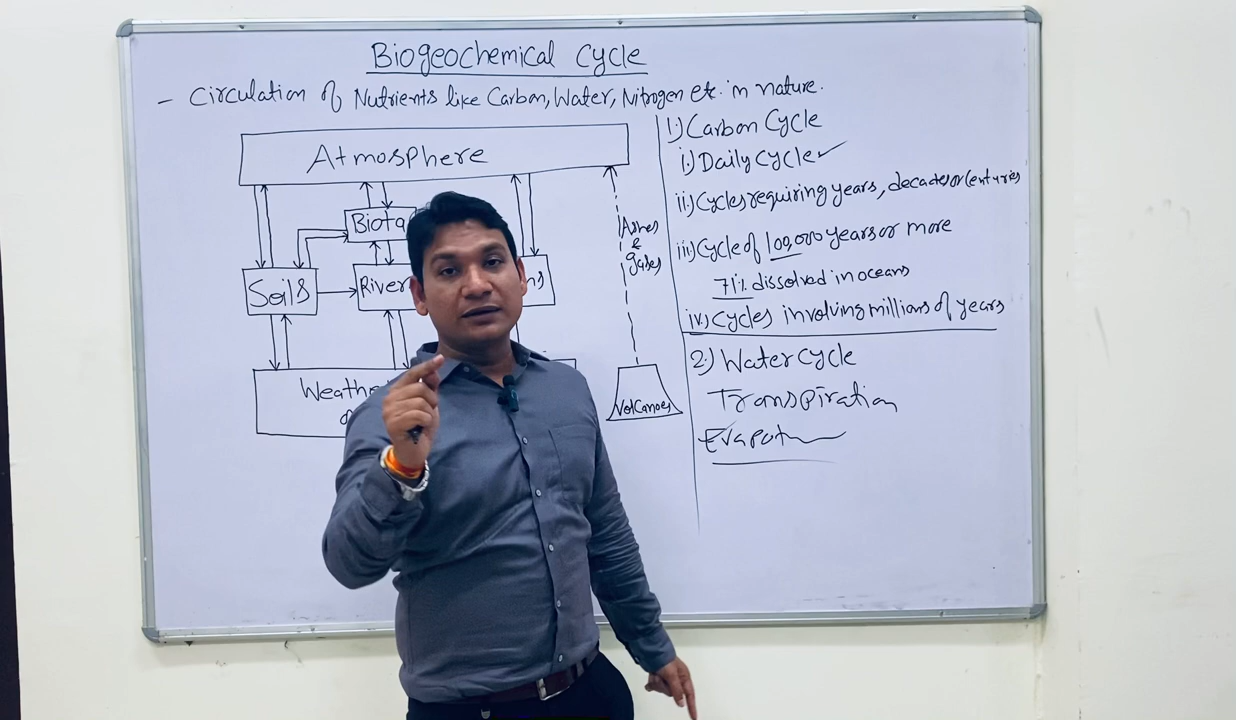 Biogeochemical Cycle
- Circulation of Nutrients like Carbon, Water, Nitrogen etc. in nature.
Atmosphere
Biota
Soils
River
ns
Weathe
Ashes
&
gases
Volcanoes
1.) Carbon Cycle
i.) Daily Cycle ✓
ii.) Cycles requiring years, decades or Centuries
iii.) Cycle of 100,000 years or more
71% dissolved in oceans
iv.) Cycles involving millions of years
2.) Water Cycle
Transpiration